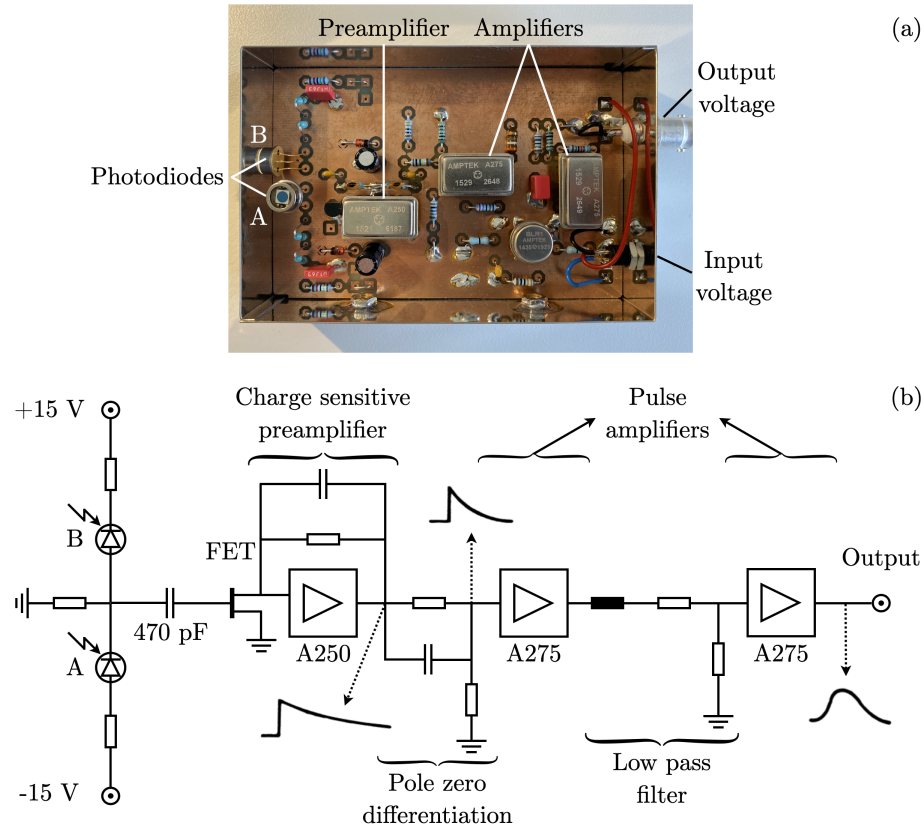 Preamplifier Amplifiers (a)
Output
voltage
B
Photodiodes
A
AMPTEK A275
1529 2648
AMPTEK A275
1529 2649
AMPTEK A250
BLR1
AMPTEK
Input
voltage
+15 V
Charge sensitive
preamplifier
Pulse
amplifiers
(b)
B
FET
Output
470 pF
A
A250
A275
A275
-15 V
Pole zero
differentiation
Low pass
filter